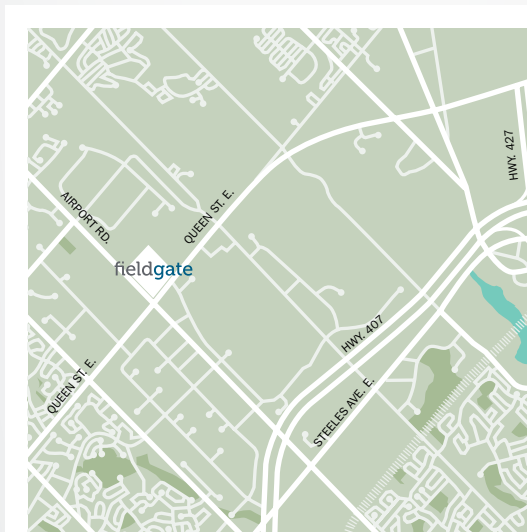 HWY. 427
AIRPORT RD.
QUEEN ST. E.
fieldgate
HWY. 407
QUEEN ST. E.
STEELES AVE. E.